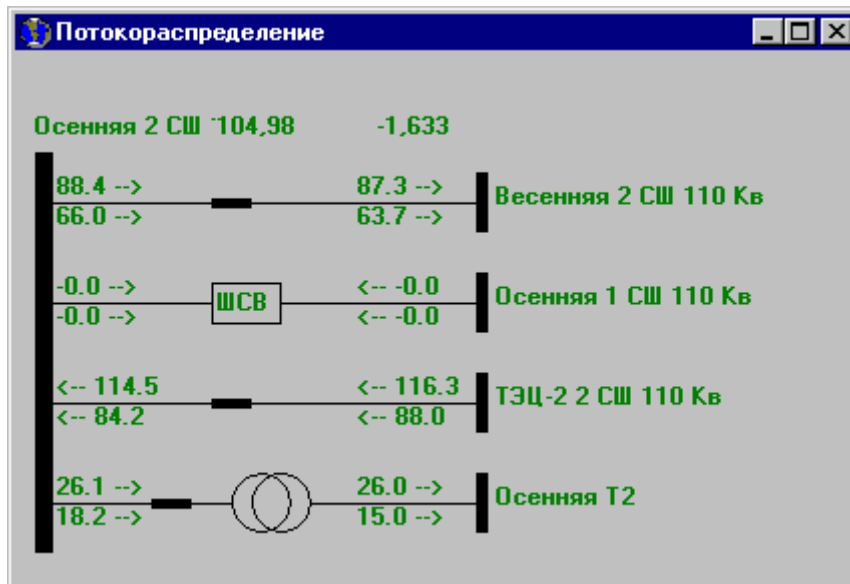 Потокораспределение
Осенняя 2 СШ 104,98 -1,633
88.4 --> 87.3 -->
66.0 --> 63.7 -->
Весенняя 2 СШ 110 Кв
-0.0 --> <-- -0.0
-0.0 --> <-- -0.0
ШСВ
Осенняя 1 СШ 110 Кв
<-- 114.5 <-- 116.3
<-- 84.2 <-- 88.0
ТЭЦ-2 2 СШ 110 Кв
26.1 --> 26.0 -->
18.2 --> 15.0 -->
Осенняя Т2